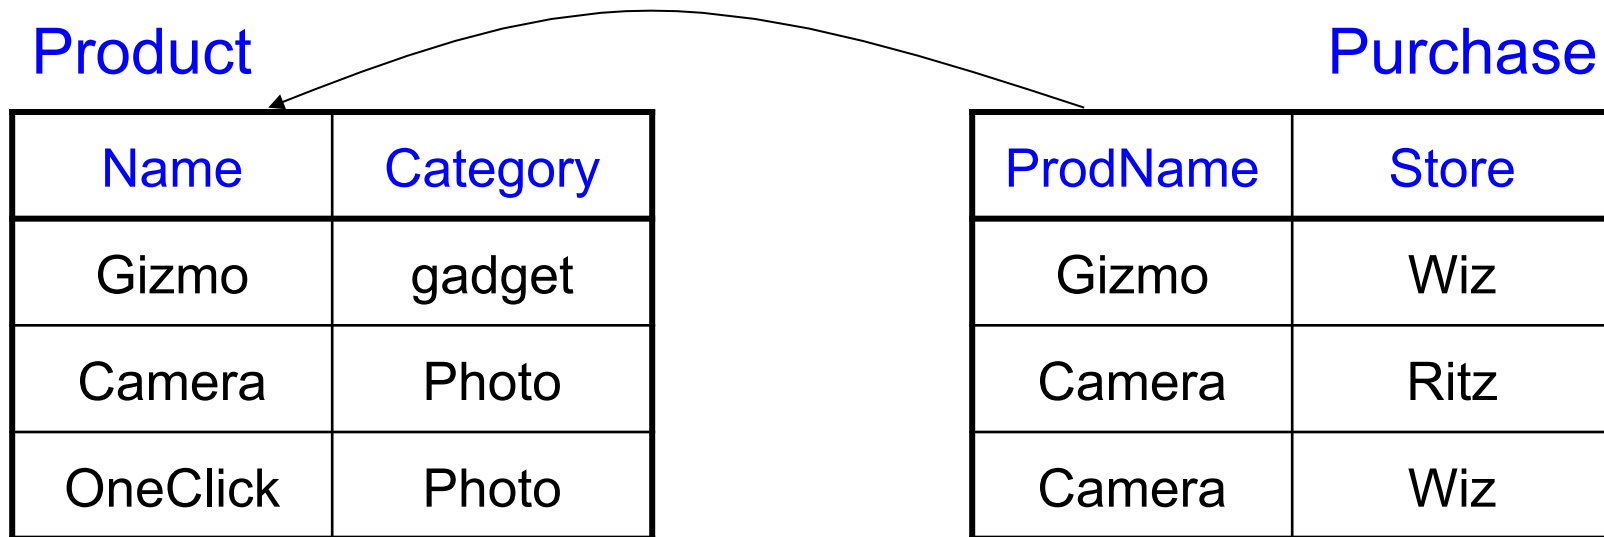 Product Purchase
Name Category ProdName Store
Gizmo gadget Gizmo Wiz
Camera Photo Camera Ritz
OneClick Photo Camera Wiz